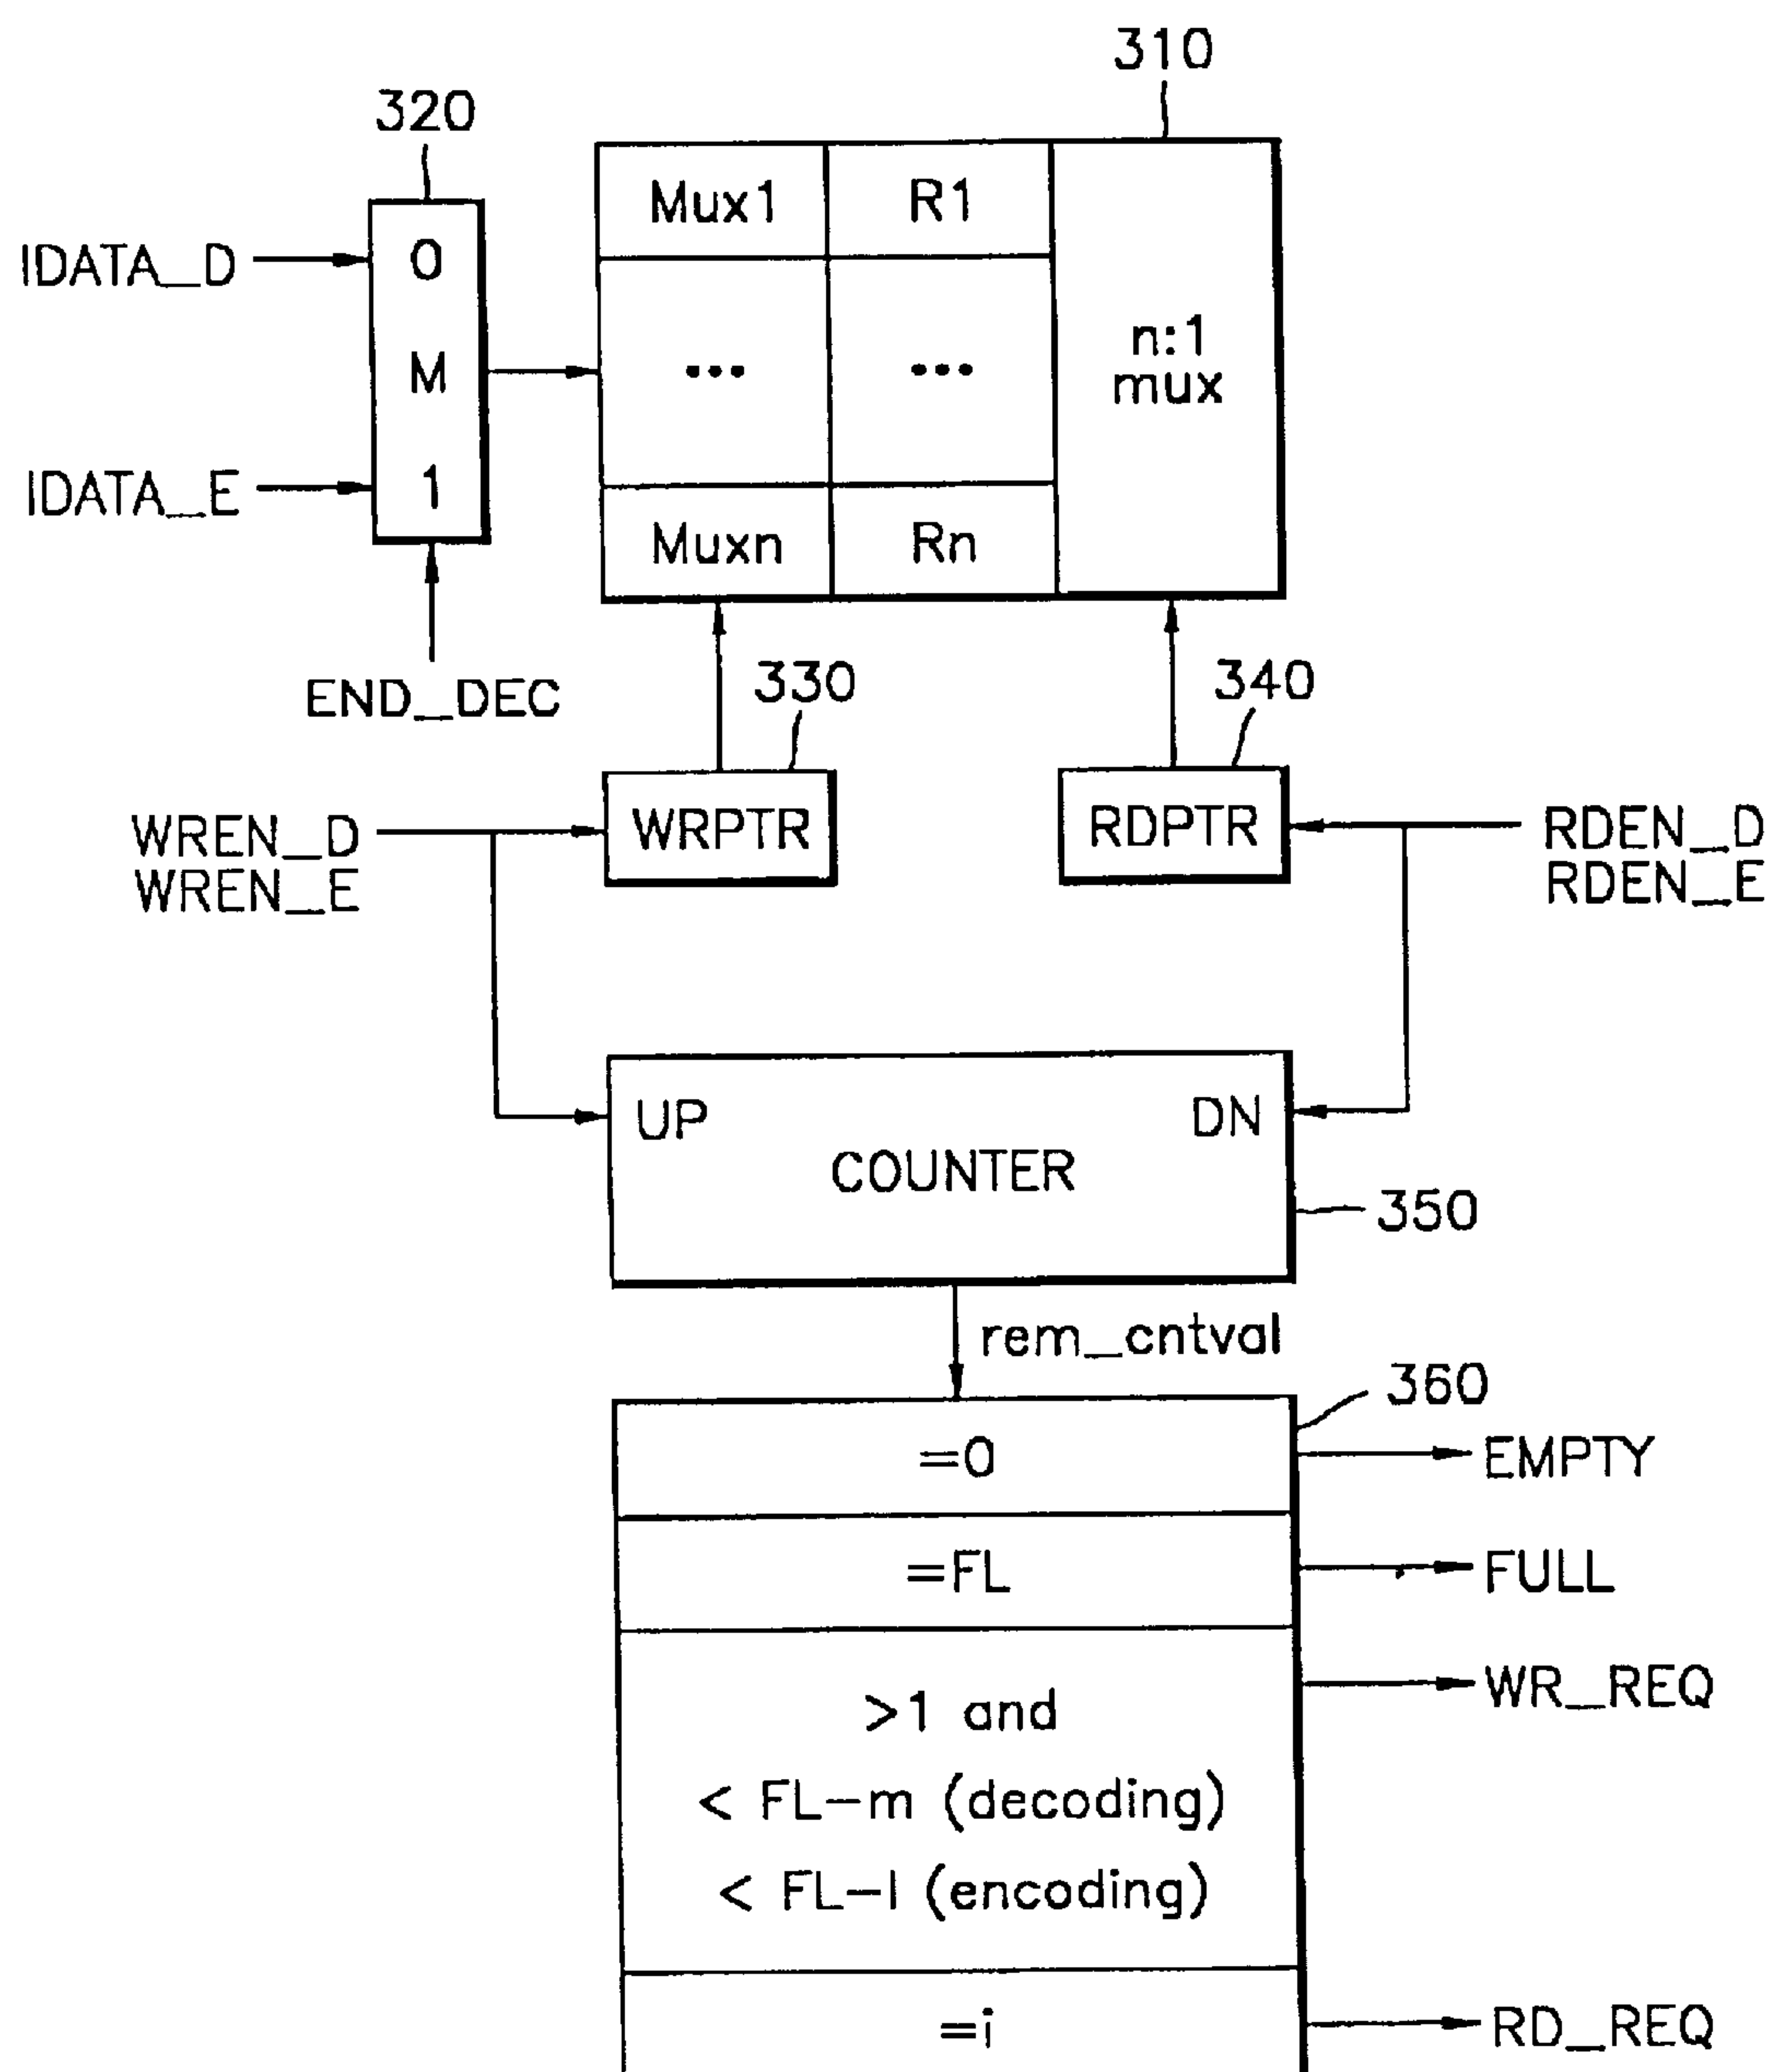 310
320
Mux1 R1
IDATA_D 0
n:1
M ... ... mux
IDATA_E 1
Muxn Rn
END_DEC
330 340
WREN_D WRPTR RDPTR RDEN_D
WREN_E RDEN_E
UP DN
COUNTER
350
rem_cntval
360
=0 EMPTY
=FL FULL
WR_REQ
>1 and
< FL-m (decoding)
< FL-l (encoding)
=i RD_REQ